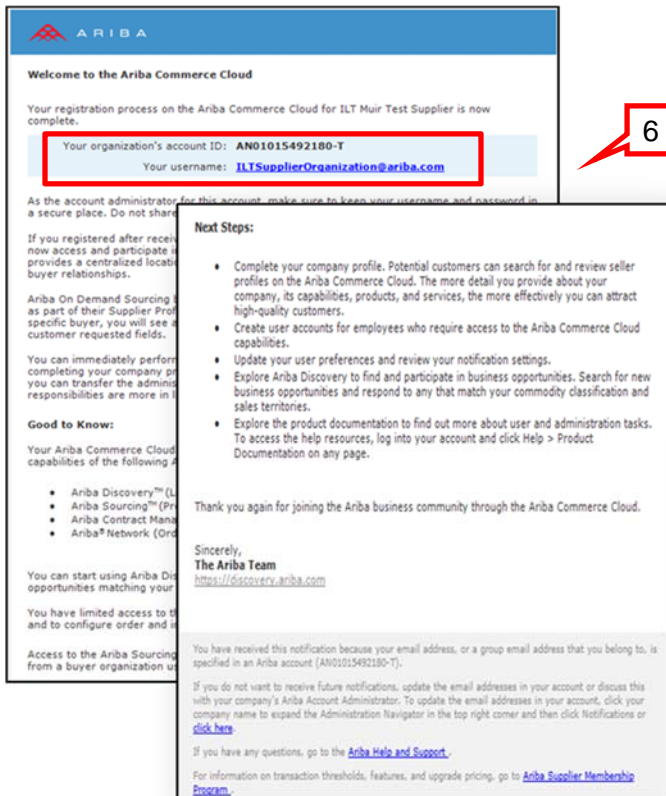 ARIBA
Welcome to the Ariba Commerce Cloud
Your registration process on the Ariba Commerce Cloud for ILT Muir Test Supplier is now
complete.
Your organization's account ID: AN01015492180-T
Your username: ILTSupplierOrganization@ariba.com
6
As the account administrator for this account, make sure to keep your username and password in
a secure place. Do not share
If you registered after receiv
now access and participate i
provides a centralized locatio
buyer relationships.
Ariba On Demand Sourcing
as part of their Supplier Prof
specific buyer, you will see a
customer requested fields.
You can immediately perform
completing your company pr
you can transfer the adminis
responsibilities are more in l
Good to Know:
Your Ariba Commerce Cloud
capabilities of the following A
• Ariba Discovery™ (L
• Ariba Sourcing™ (Pr
• Ariba Contract Mana
• Ariba® Network (Ord
You can start using Ariba Dis
opportunities matching your
You have limited access to th
and to configure order and in
Access to the Ariba Sourcing
from a buyer organization us
Next Steps:
• Complete your company profile. Potential customers can search for and review seller
profiles on the Ariba Commerce Cloud. The more detail you provide about your
company, its capabilities, products, and services, the more effectively you can attract
high-quality customers.
• Create user accounts for employees who require access to the Ariba Commerce Cloud
capabilities.
• Update your user preferences and review your notification settings.
• Explore Ariba Discovery to find and participate in business opportunities. Search for new
business opportunities and respond to any that match your commodity classification and
sales territories.
• Explore the product documentation to find out more about user and administration tasks.
To access the help resources, log into your account and click Help > Product
Documentation on any page.
Thank you again for joining the Ariba business community through the Ariba Commerce Cloud.
Sincerely,
The Ariba Team
https://discovery.ariba.com
You have received this notification because your email address, or a group email address that you belong to, is
specified in an Ariba account (AN01015492180-T).
If you do not want to receive future notifications, update the email addresses in your account or discuss this
with your company's Ariba Account Administrator. To update the email addresses in your account, click your
company name to expand the Administration Navigator in the top right corner and then click Notifications or
click here.
If you have any questions, go to the Ariba Help and Support .
For information on transaction thresholds, features, and upgrade pricing, go to Ariba Supplier Membership
Program .